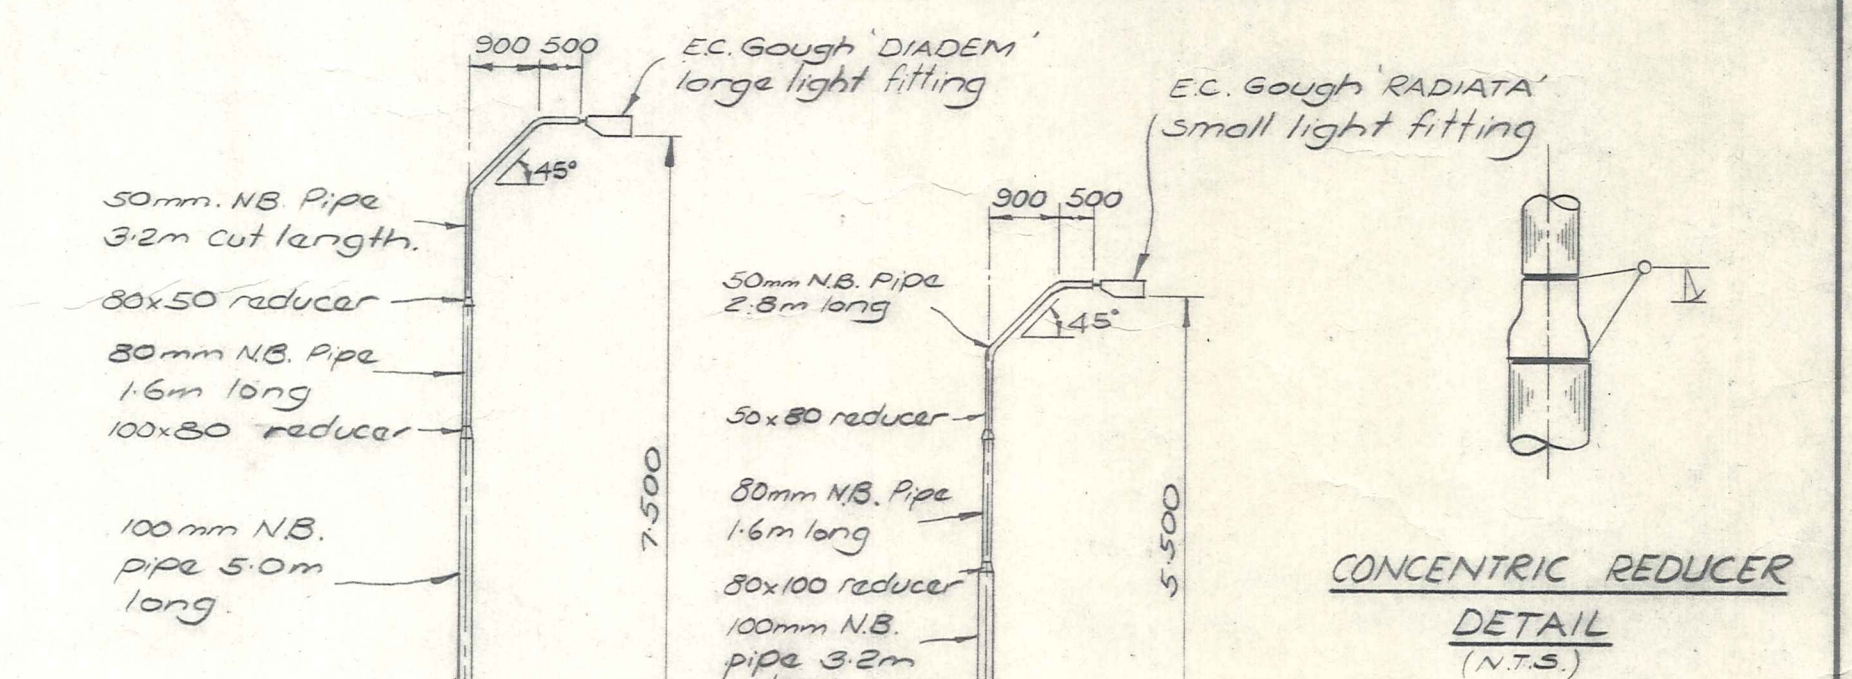 900 500
E.C. Gough 'DIADEM'
large light fitting
45°
50mm. N.B. Pipe
3.2m cut length.
80x50 reducer
80mm N.B. Pipe
1.6m long
100x80 reducer
100mm N.B.
pipe 5.0m
long.
7.500
E.C. Gough 'RADIATA'
small light fitting
900 500
50mm N.B. Pipe
2.8m long
45°
50x80 reducer
80mm N.B. Pipe
1.6m long
80x100 reducer
100mm N.B.
pipe 3.2m
5.500
CONCENTRIC REDUCER
DETAIL
(N.T.S.)